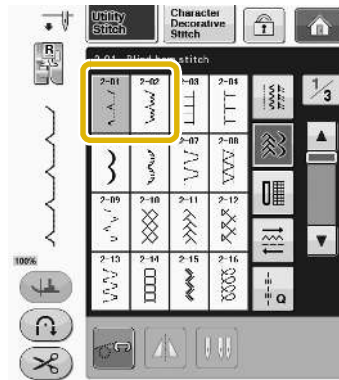 Utility
Stitch
Character
Decorative
Stitch
R
2-01 Blind hem stitch
2-01 2-02 2-03 2-04
1/3
2-07 2-08
2-09 2-10 2-11 2-12
100%
2-13 2-14 2-15 2-16
Q